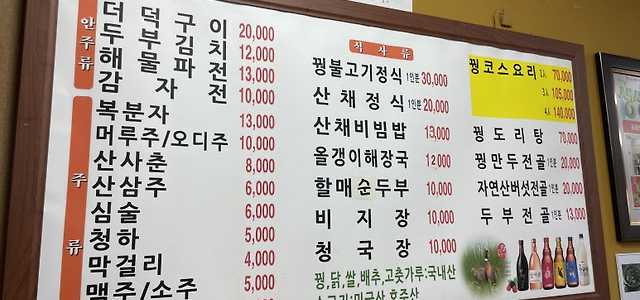 안주류
더덕구이 20,000
두부김치 12,000
해물파전 13,000
감자전 10,000
주류
복분자 13,000
머루주/오디주 10,000
산사춘 8,000
산삼주 6,000
심술 6,000
청하 5,000
막걸리 4,000
맥주/소주 5,000
식사류
꿩불고기정식 1인분 30,000
산채정식 1인분 20,000
산채비빔밥 13,000
올갱이해장국 12,000
할매순두부 10,000
비지장 10,000
청국장 10,000
꿩,닭,쌀,배추,고춧가루:국내산
꿩코스요리 2人 70,000
3人 105,000
4人 140,000
꿩도리탕 70,000
꿩만두전골 1인분 20,000
자연산버섯전골 1인분 20,000
두부전골 1인분 13,000